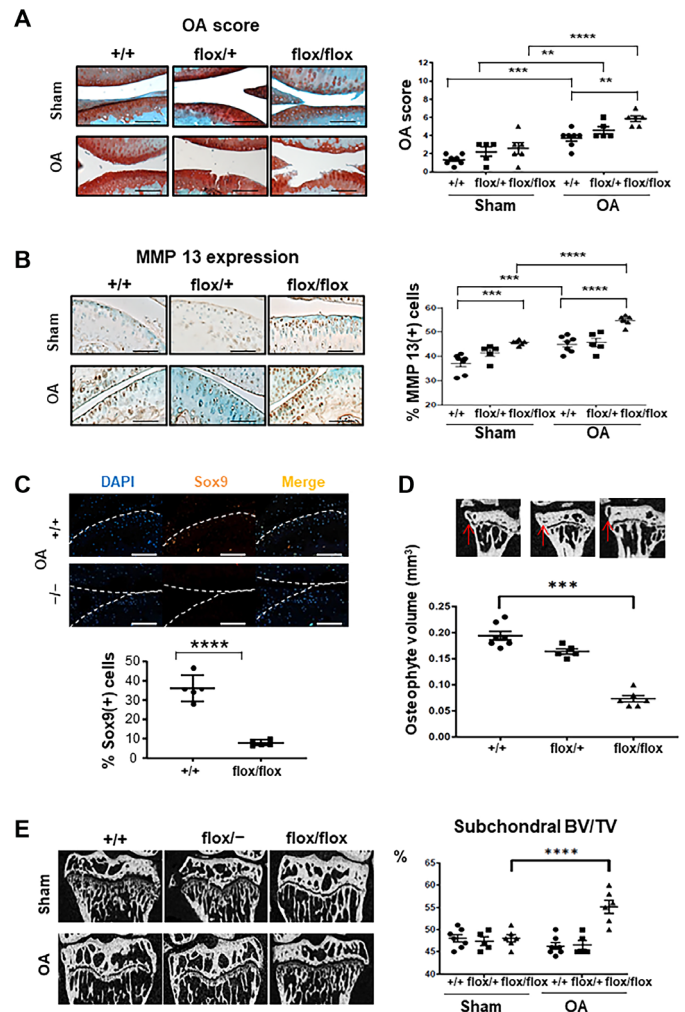 A
OA score
+/+ flox/+ flox/flox
Sham
OA
OA score
12
10
8
6
4
2
0
****
**
***
**
+/+ flox/+ flox/flox +/+ flox/+ flox/flox
Sham OA
B
MMP 13 expression
+/+ flox/+ flox/flox
Sham
OA
% MMP 13(+) cells
60
50
40
30
20
****
***
***
****
+/+ flox/+ flox/flox +/+ flox/+ flox/flox
Sham OA
C
DAPI Sox9 Merge
OA
+/+
−/−
% Sox9(+) cells
50
40
30
20
10
0
****
+/+ flox/flox
D
Osteophyte volume (mm³)
0.25
0.20
0.15
0.10
0.05
0.00
***
+/+ flox/+ flox/flox
E
+/+ flox/− flox/flox
Sham
OA
Subchondral BV/TV
%
65
60
55
50
45
40
****
+/+ flox/+ flox/flox +/+ flox/+ flox/flox
Sham OA